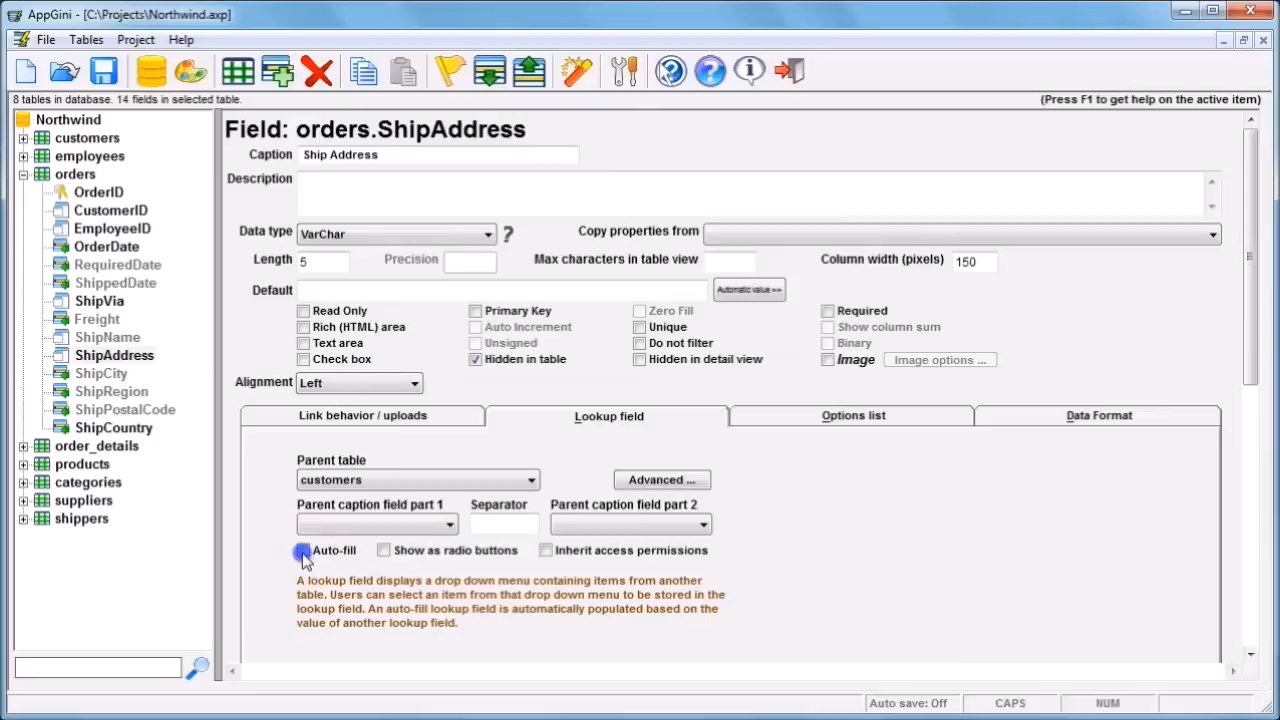 AppGini - [C:\Projects\Northwind.axp]
File Tables Project Help
8 tables in database. 14 fields in selected table. (Press F1 to get help on the active item)
Northwind
customers
employees
orders
OrderID
CustomerID
EmployeeID
OrderDate
RequiredDate
ShippedDate
ShipVia
Freight
ShipName
ShipAddress
ShipCity
ShipRegion
ShipPostalCode
ShipCountry
order_details
products
categories
suppliers
shippers
Field: orders.ShipAddress
Caption Ship Address
Description
Data type VarChar ? Copy properties from
Length 5 Precision Max characters in table view Column width (pixels) 150
Default Automatic value >>
Read Only Primary Key Zero Fill Required
Rich (HTML) area Auto Increment Unique Show column sum
Text area Unsigned Do not filter Binary
Check box Hidden in table Hidden in detail view Image Image options ...
Alignment Left
Link behavior / uploads Lookup field Options list Data Format
Parent table
customers Advanced ...
Parent caption field part 1 Separator Parent caption field part 2
Auto-fill Show as radio buttons Inherit access permissions
A lookup field displays a drop down menu containing items from another
table. Users can select an item from that drop down menu to be stored in the
lookup field. An auto-fill lookup field is automatically populated based on the
value of another lookup field.
Auto save: Off CAPS NUM